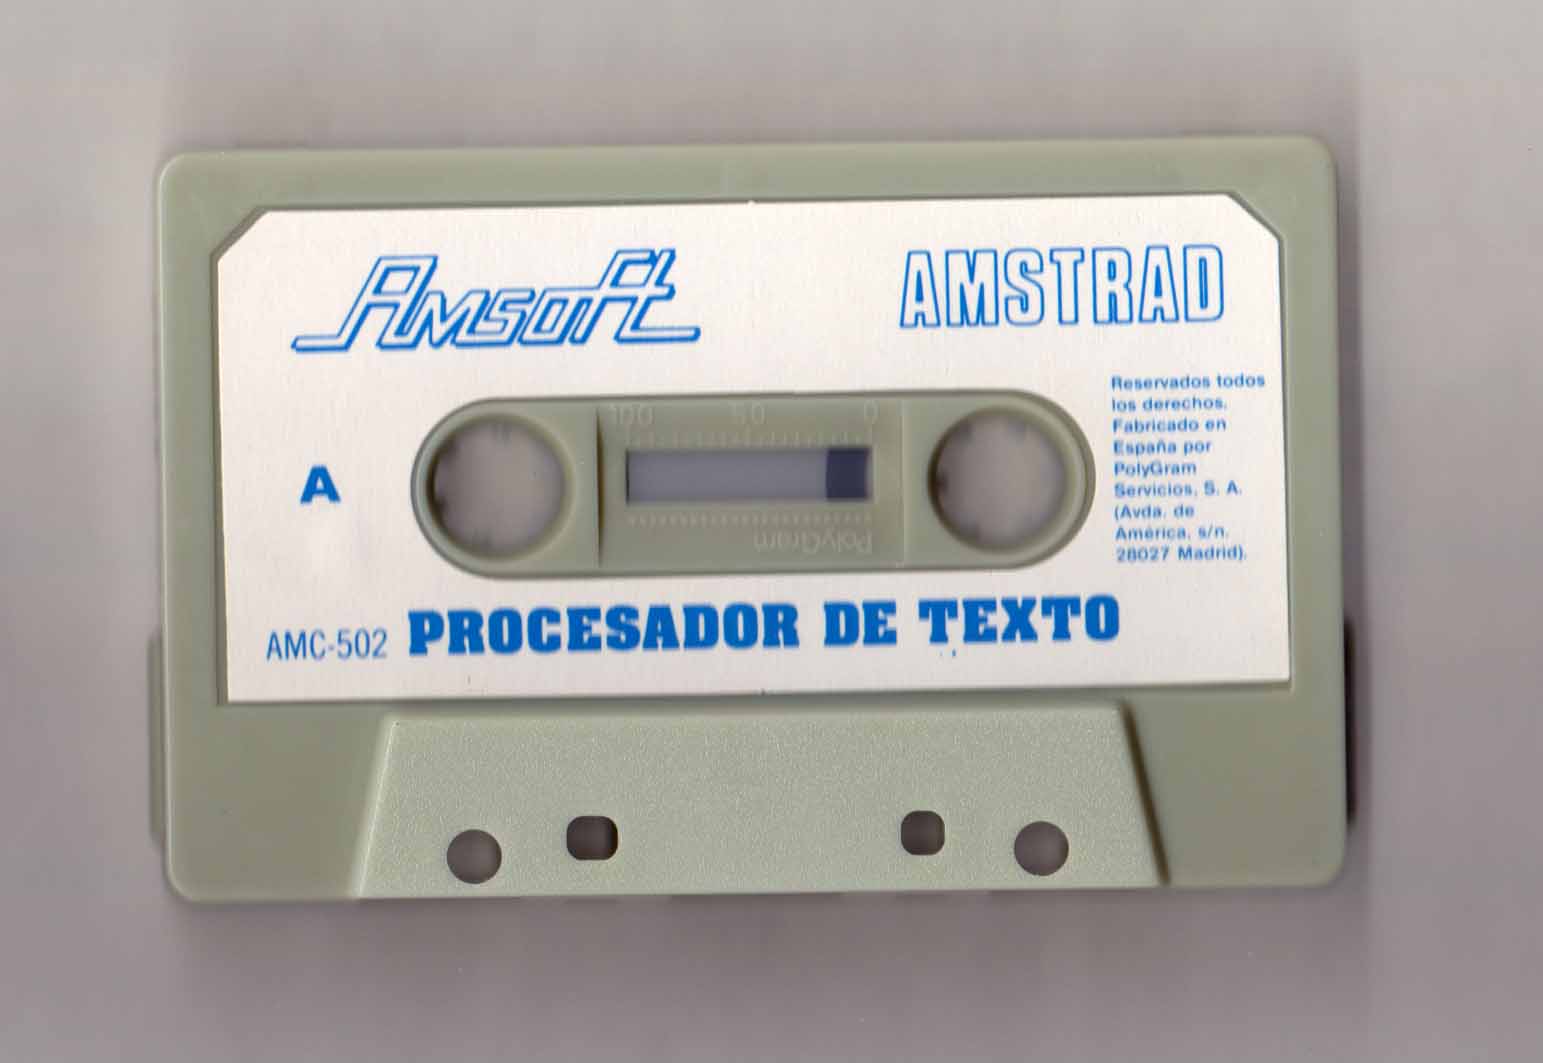 Amsoft
AMSTRAD
Reservados todos
los derechos.
Fabricado en
España por
PolyGram
Servicios, S. A.
(Avda. de
América, s/n.
28027 Madrid).
A
100 50 0
PolyGram
AMC-502 PROCESADOR DE TEXTO